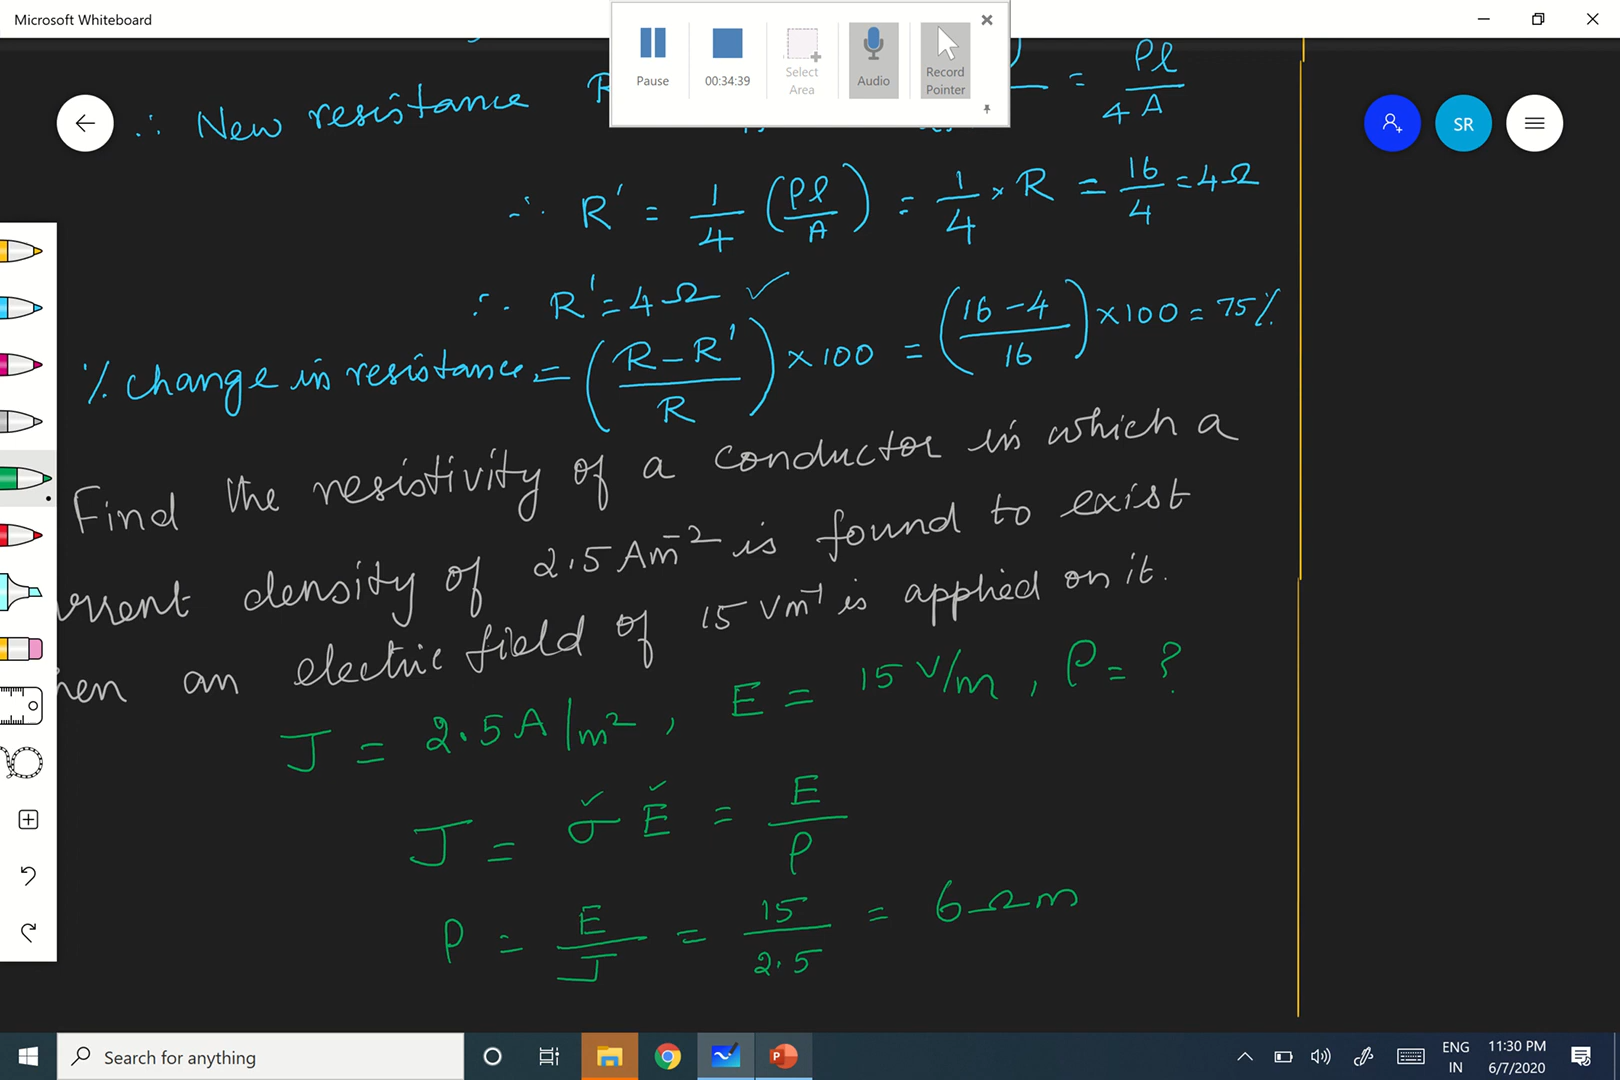 Microsoft Whiteboard
Pause
00:34:39
Select Area
Audio
Record Pointer
SR
∴ New resistance R = ρl / 4A
∴ R' = 1/4 (ρl/A) = 1/4 × R = 16/4 = 4Ω
∴ R' = 4Ω ✓
% change in resistance = ((R – R')/R) × 100 = ((16 – 4)/16) × 100 = 75%
Find the resistivity of a conductor in which a
urrent density of 2.5 Am⁻² is found to exist
hen an electric field of 15 Vm⁻¹ is applied on it.
J = 2.5 A/m², E = 15 V/m, ρ = ?
J = σ E = E/ρ
ρ = E/J = 15/2.5 = 6 Ω m
Search for anything
ENG IN
11:30 PM
6/7/2020